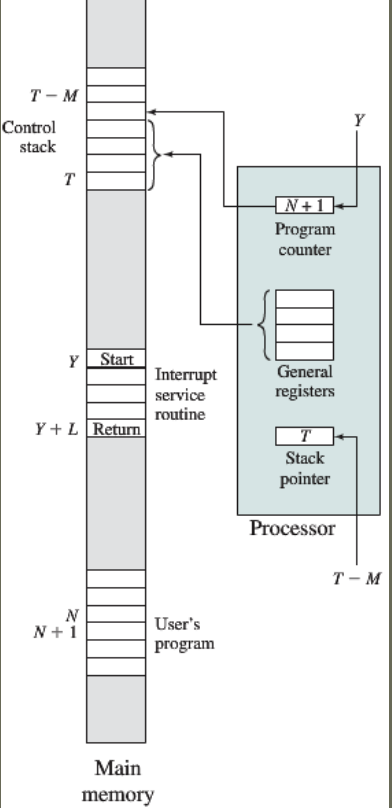 T − M
Control
stack
T
Y
N + 1
Program
counter
General
registers
T
Stack
pointer
Processor
T − M
Y
Start
Interrupt
service
routine
Y + L
Return
N
N + 1
User's
program
Main
memory